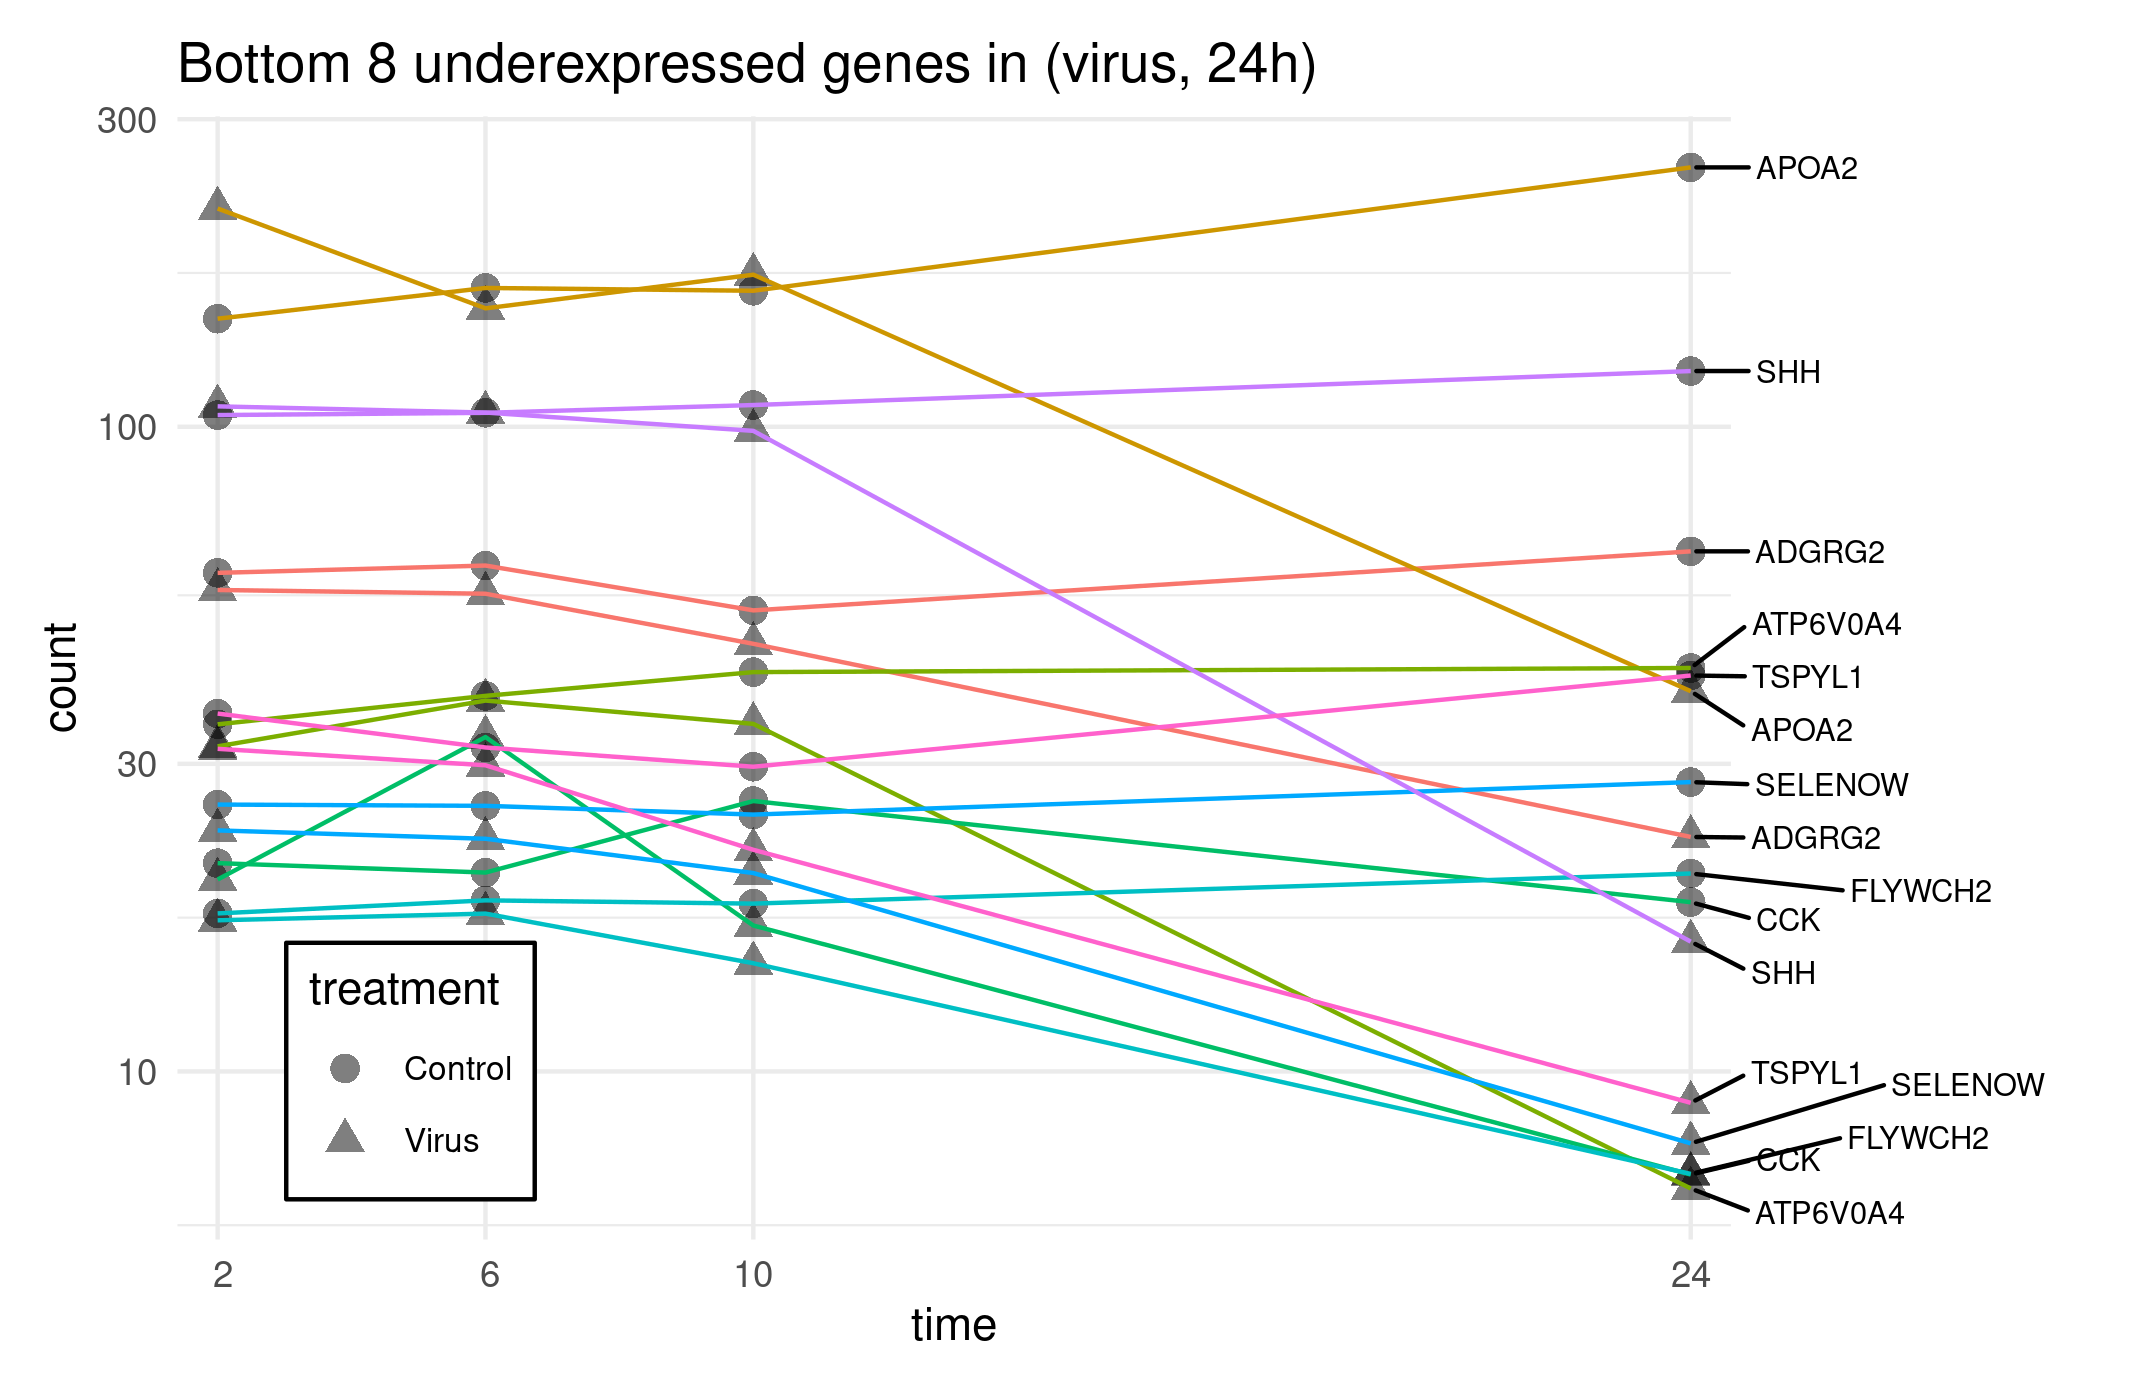 Bottom 8 underexpressed genes in (virus, 24h)
300
100
30
10
count
APOA2
SHH
ADGRG2
ATP6V0A4
TSPYL1
APOA2
SELENOW
ADGRG2
FLYWCH2
CCK
SHH
TSPYL1
SELENOW
FLYWCH2
CCK
ATP6V0A4
treatment
Control
Virus
2 6 10 24
time